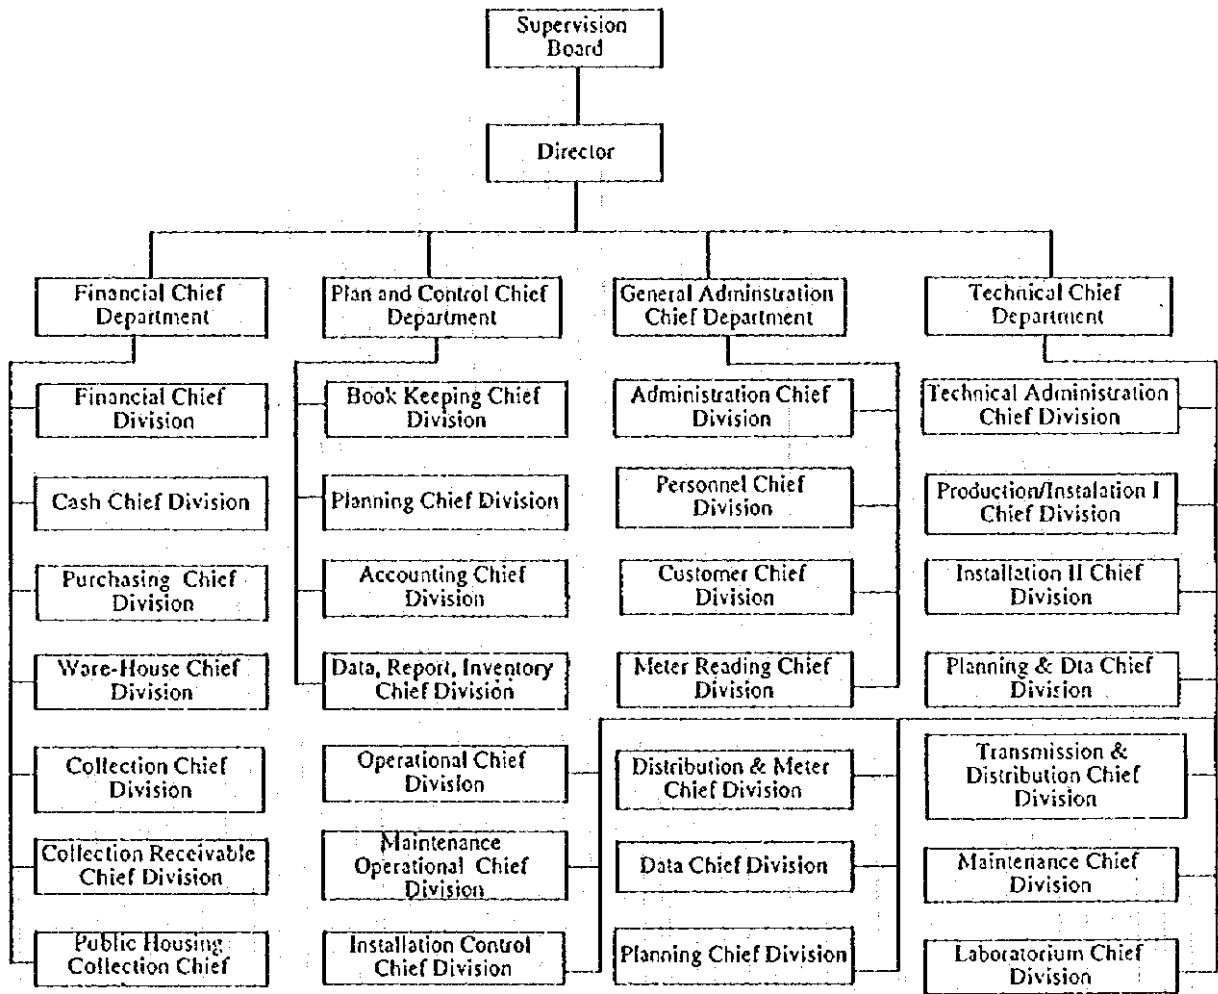 Supervision
Board
Director
Financial Chief
Department
Plan and Control Chief
Department
General Adminstration
Chief Department
Technical Chief
Department
Financial Chief
Division
Book Keeping Chief
Division
Administration Chief
Division
Technical Administration
Chief Division
Cash Chief Division
Planning Chief Division
Personnel Chief
Division
Production/Instalation I
Chief Division
Purchasing Chief
Division
Accounting Chief
Division
Customer Chief
Division
Installation II Chief
Division
Ware-House Chief
Division
Data, Report, Inventory
Chief Division
Meter Reading Chief
Division
Planning & Dta Chief
Division
Collection Chief
Division
Operational Chief
Division
Distribution & Meter
Chief Division
Transmission &
Distribution Chief
Division
Collection Receivable
Chief Division
Maintenance
Operational Chief
Division
Data Chief Division
Maintenance Chief
Division
Public Housing
Collection Chief
Installation Control
Chief Division
Planning Chief Division
Laboratorium Chief
Division